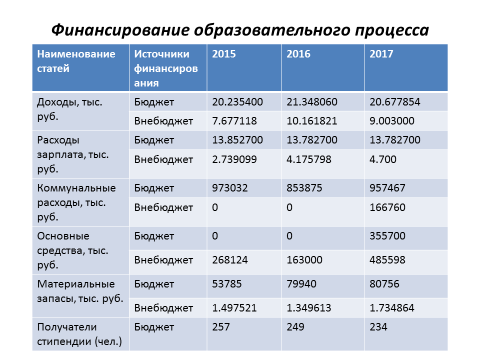 Финансирование образовательного процесса
Наименование статей Источники финансирования 2015 2016 2017
Доходы, тыс. руб. Бюджет 20.235400 21.348060 20.677854
Внебюджет 7.677118 10.161821 9.003000
Расходы зарплата, тыс. руб. Бюджет 13.852700 13.782700 13.782700
Внебюджет 2.739099 4.175798 4.700
Коммунальные расходы, тыс. руб. Бюджет 973032 853875 957467
Внебюджет 0 0 166760
Основные средства, тыс. руб. Бюджет 0 0 355700
Внебюджет 268124 163000 485598
Материальные запасы, тыс. руб. Бюджет 53785 79940 80756
Внебюджет 1.497521 1.349613 1.734864
Получатели стипендии (чел.) Бюджет 257 249 234